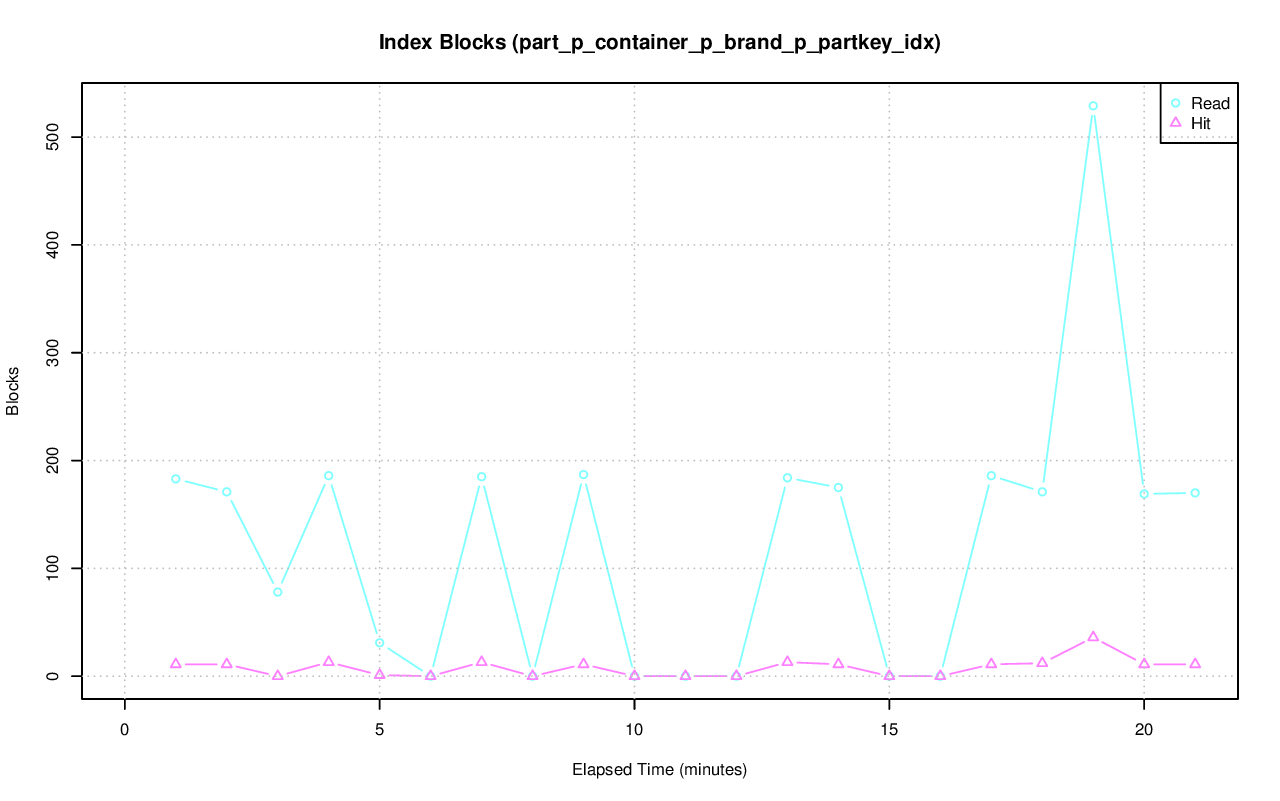 Index Blocks (part_p_container_p_brand_p_partkey_idx)
Read
Hit
500
400
300
200
100
0
Blocks
0 5 10 15 20
Elapsed Time (minutes)